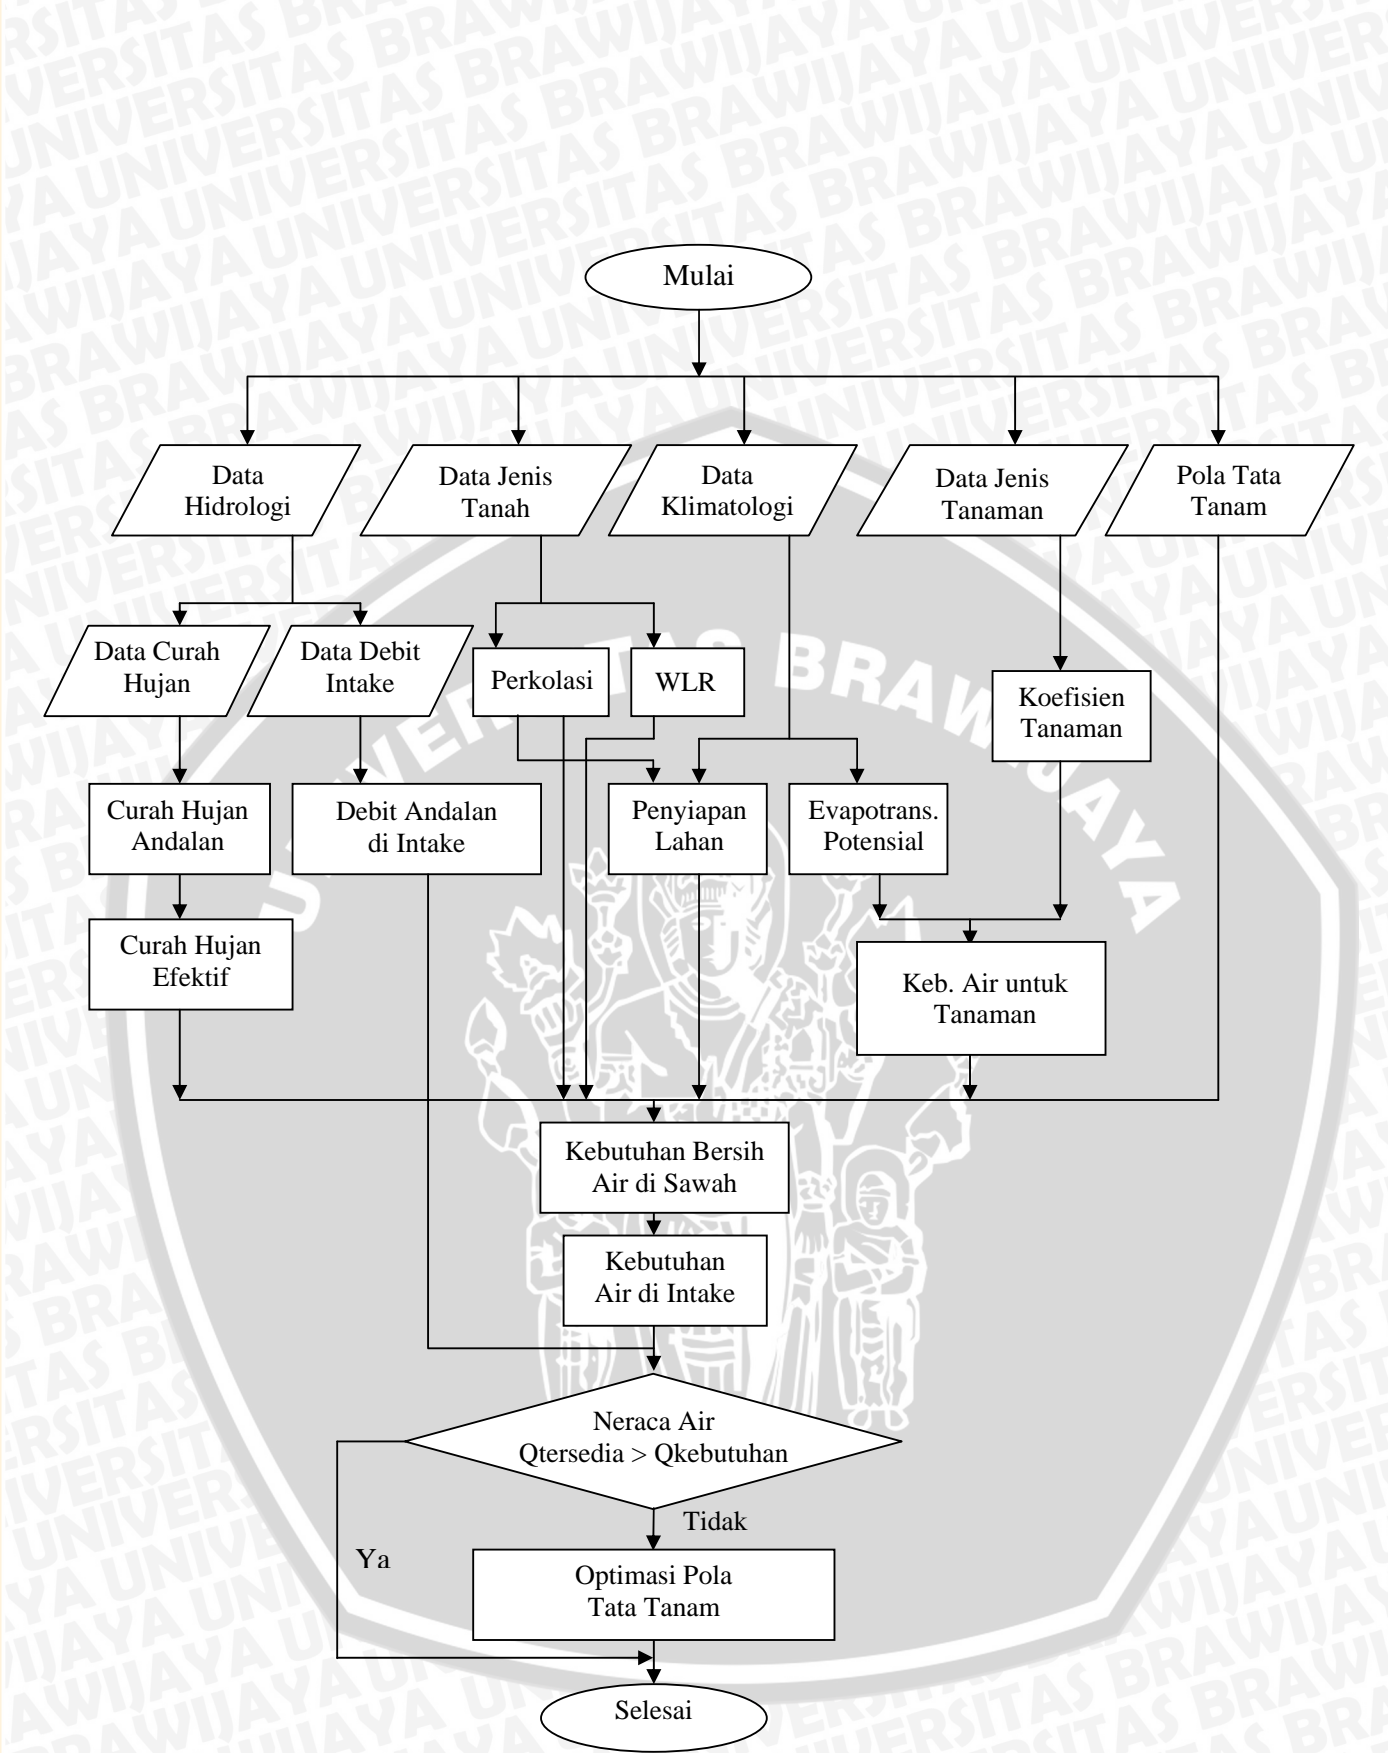 Mulai
Data
Hidrologi
Data Jenis
Tanah
Data
Klimatologi
Data Jenis
Tanaman
Pola Tata
Tanam
Data Curah
Hujan
Data Debit
Intake
Perkolasi
WLR
Koefisien
Tanaman
Curah Hujan
Andalan
Debit Andalan
di Intake
Penyiapan
Lahan
Evapotrans.
Potensial
Curah Hujan
Efektif
Keb. Air untuk
Tanaman
Kebutuhan Bersih
Air di Sawah
Kebutuhan
Air di Intake
Neraca Air
Qtersedia > Qkebutuhan
Tidak
Ya
Optimasi Pola
Tata Tanam
Selesai
UNIVERSITAS BRAWIJAYA